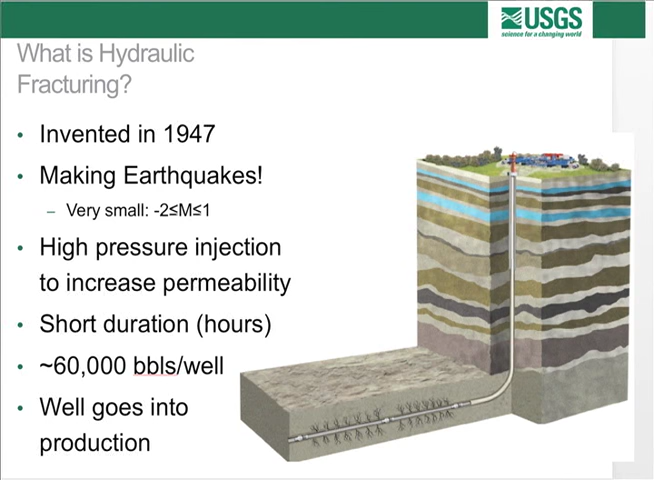 USGS
science for a changing world
What is Hydraulic
Fracturing?
• Invented in 1947
• Making Earthquakes!
– Very small: -2≤M≤1
• High pressure injection
to increase permeability
• Short duration (hours)
• ~60,000 bbls/well
• Well goes into
production